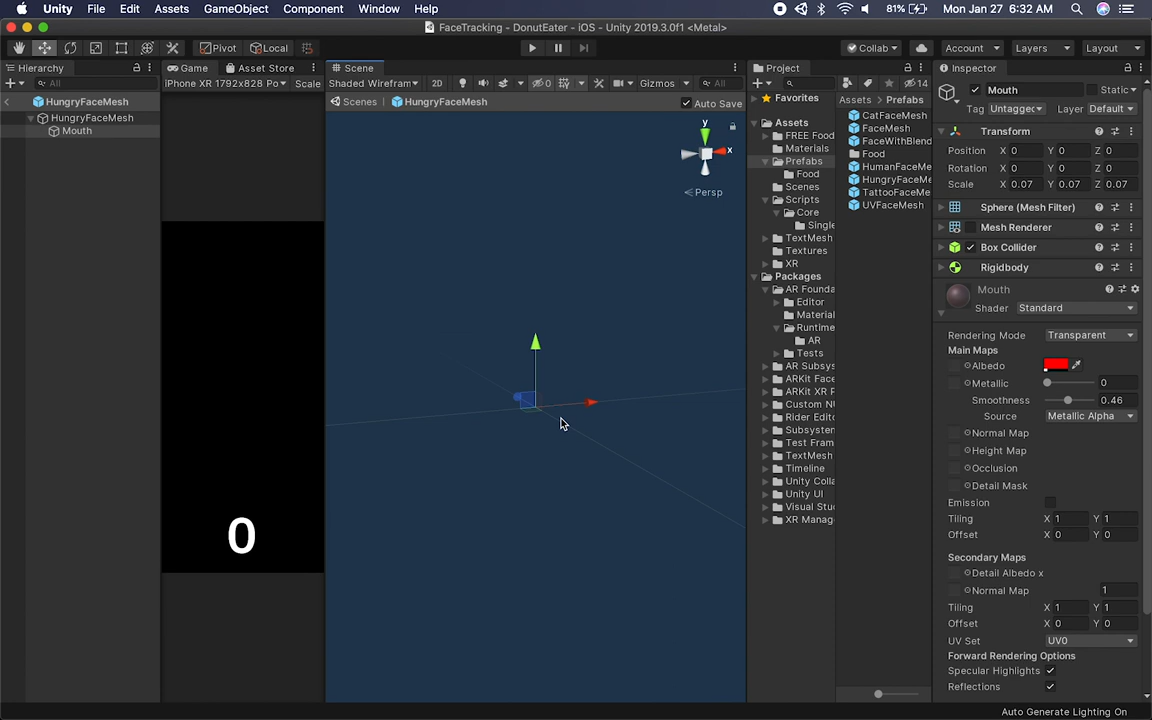 Unity File Edit Assets GameObject Component Window Help 81% Mon Jan 27 6:32 AM
FaceTracking - DonutEater - iOS - Unity 2019.3.0f1 <Metal>
Pivot Local Collab Account Layers Layout
Hierarchy
All
HungryFaceMesh
HungryFaceMesh
Mouth
Game Asset Store
iPhone XR 1792x828 Po Scale
0
Scene
Shaded Wireframe 2D 0 Gizmos All
Scenes HungryFaceMesh Auto Save
y
x
Persp
Project
14
Favorites
Assets
FREE Food
Materials
Prefabs
Food
Scenes
Scripts
Core
Single
TextMesh
Textures
XR
Packages
AR Founda
Editor
Material
Runtime
AR
Tests
AR Subsys
ARKit Face
ARKit XR P
Custom NU
Rider Edito
Subsystem
Test Fram
TextMesh
Timeline
Unity Colla
Unity UI
Visual Stud
XR Manag
Assets > Prefabs
CatFaceMesh
FaceMesh
FaceWithBlend
Food
HumanFaceMe
HungryFaceMe
TattooFaceMe
UVFaceMesh
Inspector
Mouth Static
Tag Untagged Layer Default
Transform
Position X 0 Y 0 Z 0
Rotation X 0 Y 0 Z 0
Scale X 0.07 Y 0.07 Z 0.07
Sphere (Mesh Filter)
Mesh Renderer
Box Collider
Rigidbody
Mouth
Shader Standard
Rendering Mode Transparent
Main Maps
Albedo
Metallic 0
Smoothness 0.46
Source Metallic Alpha
Normal Map
Height Map
Occlusion
Detail Mask
Emission
Tiling X 1 Y 1
Offset X 0 Y 0
Secondary Maps
Detail Albedo x
Normal Map 1
Tiling X 1 Y 1
Offset X 0 Y 0
UV Set UV0
Forward Rendering Options
Specular Highlights
Reflections
Auto Generate Lighting On